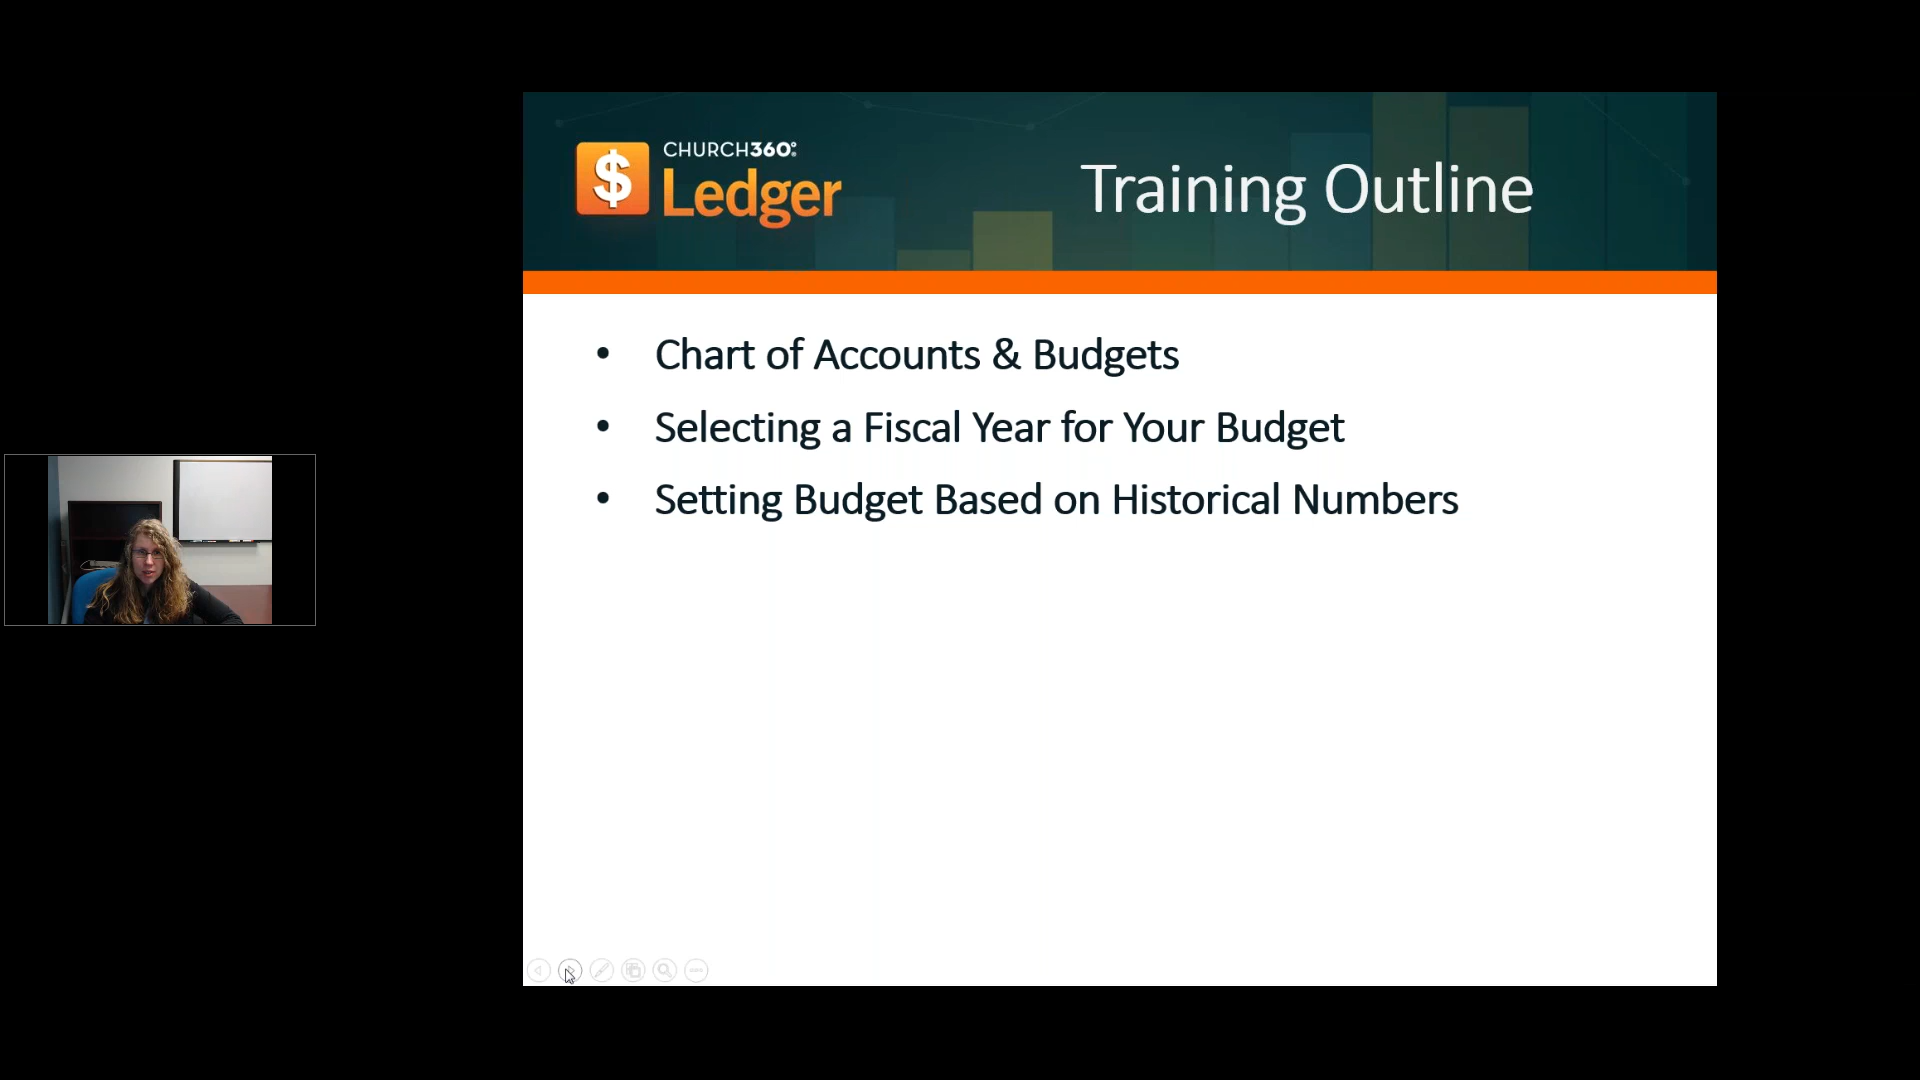 CHURCH360°
Ledger
Training Outline
• Chart of Accounts & Budgets
• Selecting a Fiscal Year for Your Budget
• Setting Budget Based on Historical Numbers